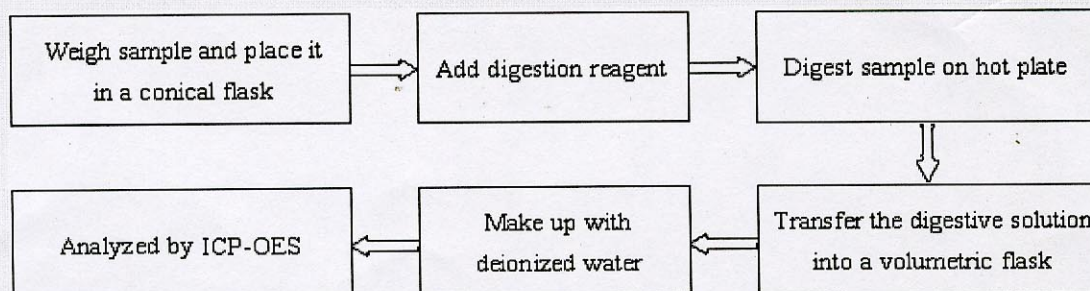 Weigh sample and place it
in a conical flask
Add digestion reagent
Digest sample on hot plate
Transfer the digestive solution
into a volumetric flask
Make up with
deionized water
Analyzed by ICP-OES